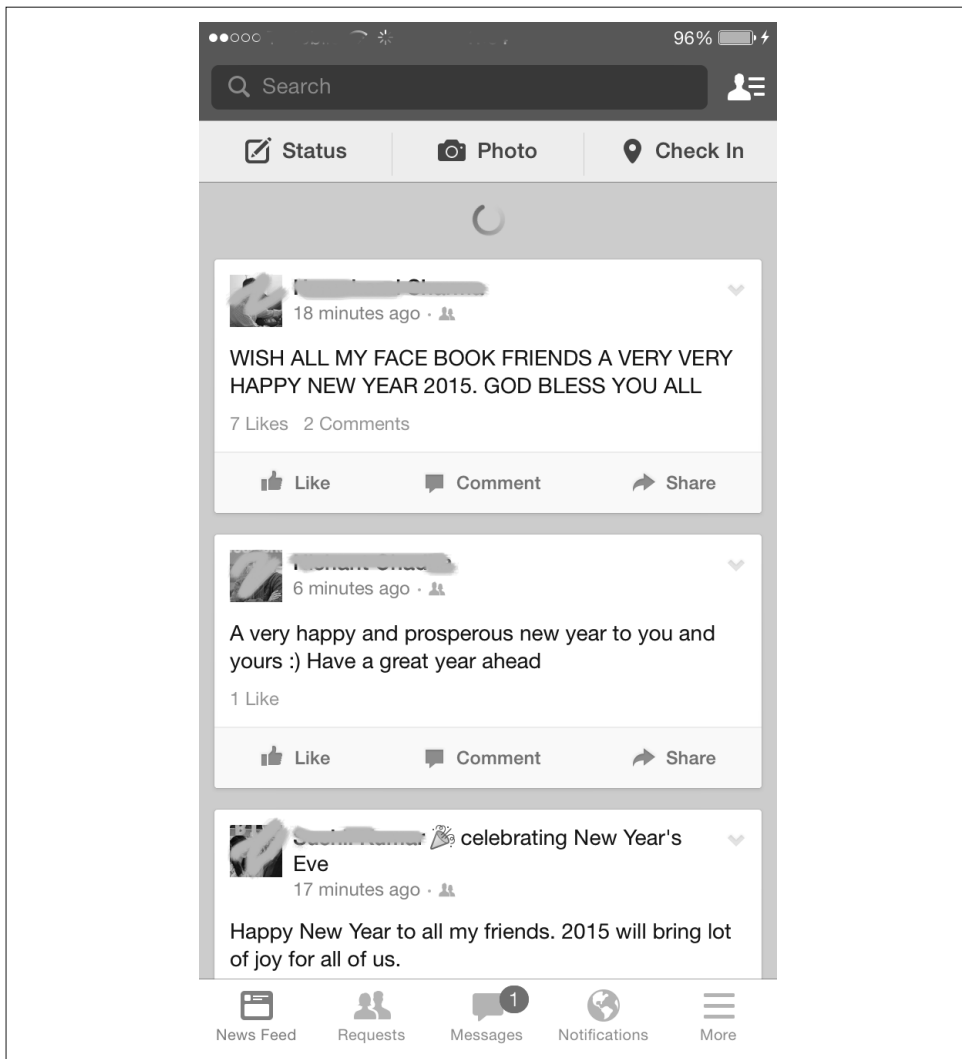 96%
Search
Status Photo Check In
18 minutes ago ·
WISH ALL MY FACE BOOK FRIENDS A VERY VERY
HAPPY NEW YEAR 2015. GOD BLESS YOU ALL
7 Likes 2 Comments
Like Comment Share
6 minutes ago ·
A very happy and prosperous new year to you and
yours :) Have a great year ahead
1 Like
Like Comment Share
celebrating New Year's
Eve
17 minutes ago ·
Happy New Year to all my friends. 2015 will bring lot
of joy for all of us.
1
News Feed Requests Messages Notifications More